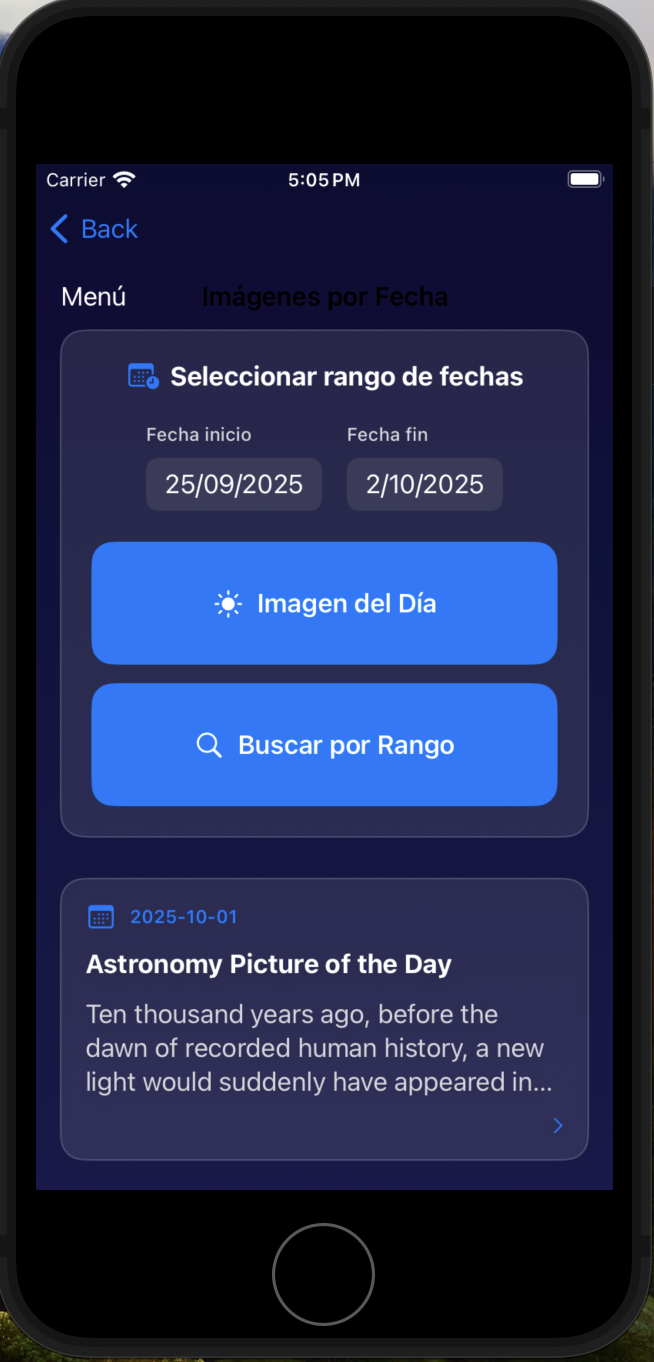 Carrier 5:05 PM
Back
Menú Imágenes por Fecha
Seleccionar rango de fechas
Fecha inicio Fecha fin
25/09/2025 2/10/2025
Imagen del Día
Buscar por Rango
2025-10-01
Astronomy Picture of the Day
Ten thousand years ago, before the
dawn of recorded human history, a new
light would suddenly have appeared in...